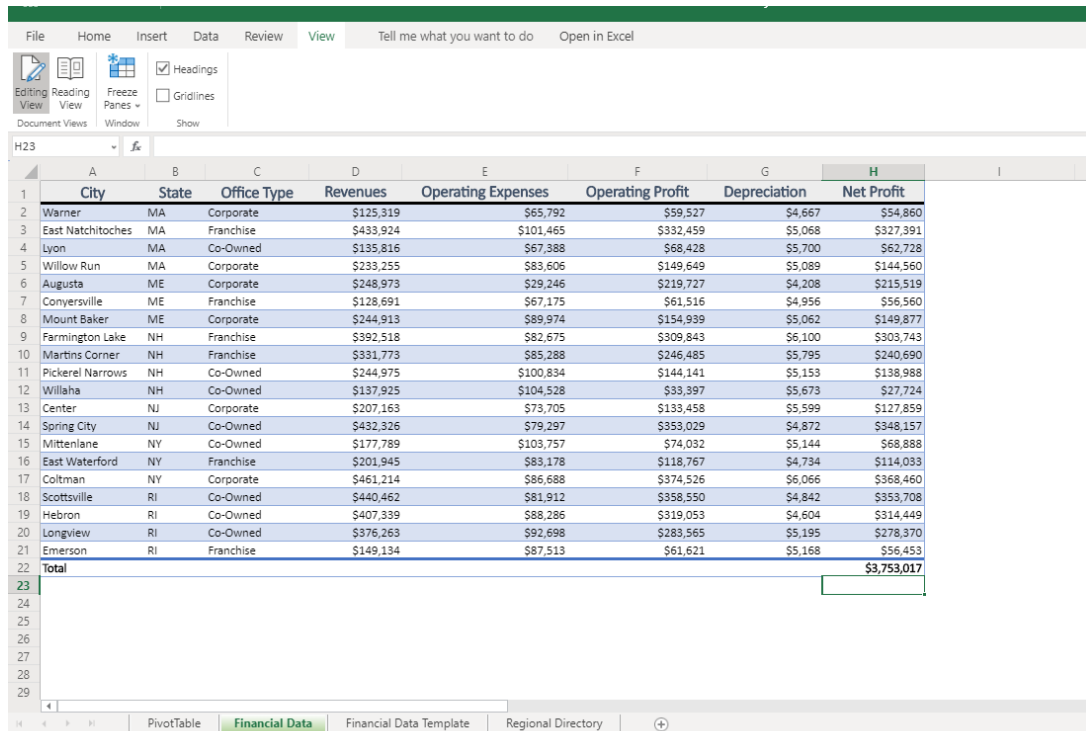 File Home Insert Data Review View Tell me what you want to do Open in Excel
Headings
Gridlines
Editing View
Reading View
Freeze Panes
Document Views Window Show
H23 fx
A B C D E F G H I
1 City State Office Type Revenues Operating Expenses Operating Profit Depreciation Net Profit
2 Warner MA Corporate $125,319 $65,792 $59,527 $4,667 $54,860
3 East Natchitoches MA Franchise $433,924 $101,465 $332,459 $5,068 $327,391
4 Lyon MA Co-Owned $135,816 $67,388 $68,428 $5,700 $62,728
5 Willow Run MA Corporate $233,255 $83,606 $149,649 $5,089 $144,560
6 Augusta ME Corporate $248,973 $29,246 $219,727 $4,208 $215,519
7 Conyersville ME Franchise $128,691 $67,175 $61,516 $4,956 $56,560
8 Mount Baker ME Corporate $244,913 $89,974 $154,939 $5,062 $149,877
9 Farmington Lake NH Franchise $392,518 $82,675 $309,843 $6,100 $303,743
10 Martins Corner NH Franchise $331,773 $85,288 $246,485 $5,795 $240,690
11 Pickerel Narrows NH Co-Owned $244,975 $100,834 $144,141 $5,153 $138,988
12 Willaha NH Co-Owned $137,925 $104,528 $33,397 $5,673 $27,724
13 Center NJ Corporate $207,163 $73,705 $133,458 $5,599 $127,859
14 Spring City NJ Co-Owned $432,326 $79,297 $353,029 $4,872 $348,157
15 Mittenlane NY Co-Owned $177,789 $103,757 $74,032 $5,144 $68,888
16 East Waterford NY Franchise $201,945 $83,178 $118,767 $4,734 $114,033
17 Coltman NY Corporate $461,214 $86,688 $374,526 $6,066 $368,460
18 Scottsville RI Co-Owned $440,462 $81,912 $358,550 $4,842 $353,708
19 Hebron RI Co-Owned $407,339 $88,286 $319,053 $4,604 $314,449
20 Longview RI Co-Owned $376,263 $92,698 $283,565 $5,195 $278,370
21 Emerson RI Franchise $149,134 $87,513 $61,621 $5,168 $56,453
22 Total $3,753,017
23
24
25
26
27
28
29
PivotTable Financial Data Financial Data Template Regional Directory